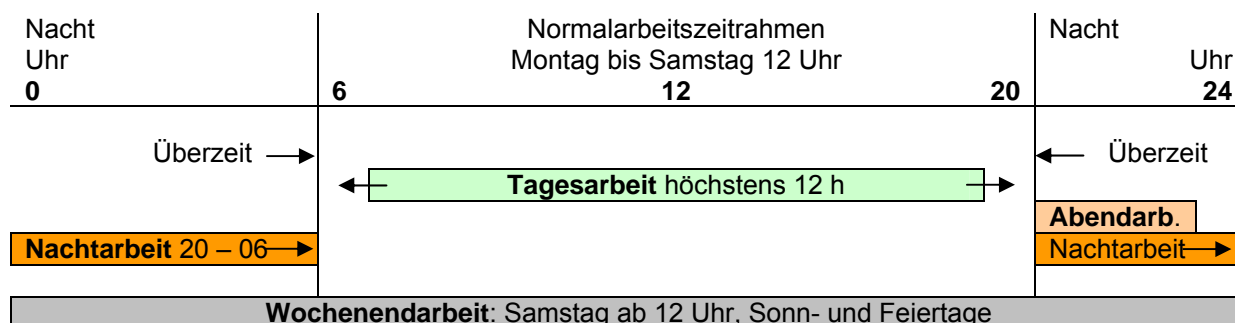 Nacht Normalarbeitszeitrahmen Nacht
Uhr Montag bis Samstag 12 Uhr Uhr
0 6 12 20 24
Überzeit Überzeit
Tagesarbeit höchstens 12 h
Abendarb.
Nachtarbeit 20 – 06 Nachtarbeit
Wochenendarbeit: Samstag ab 12 Uhr, Sonn- und Feiertage